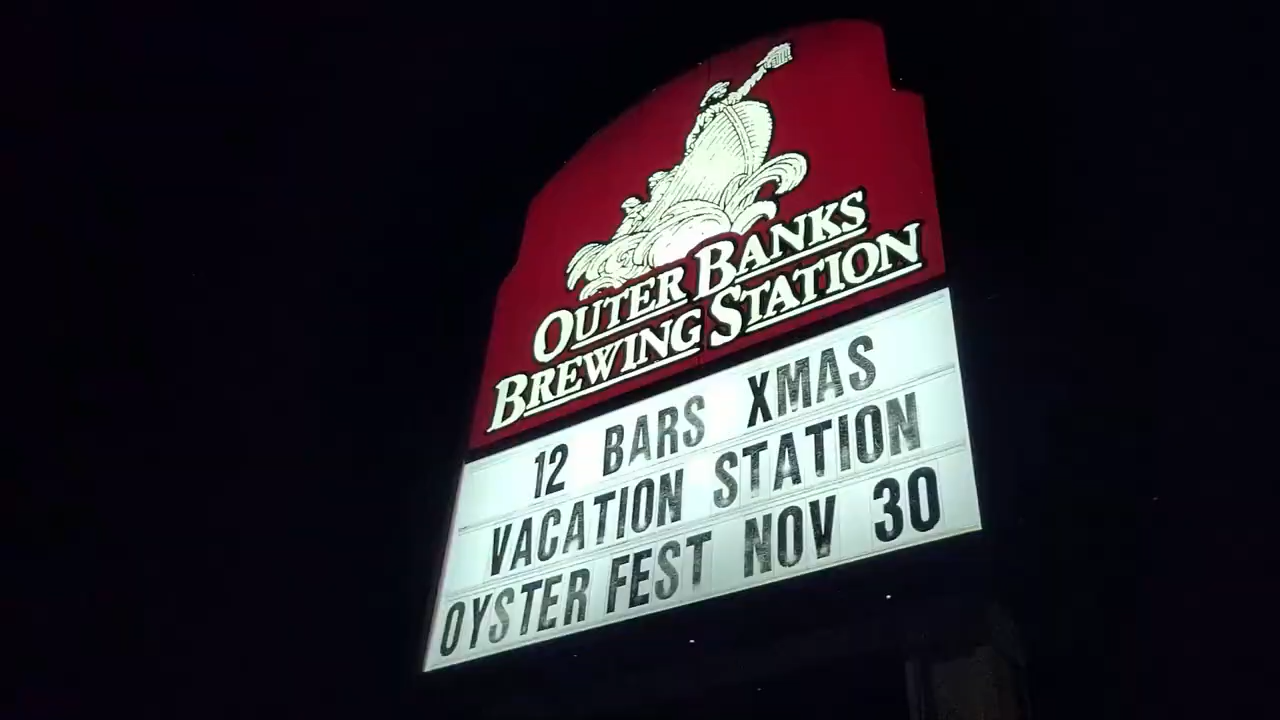 OUTER BANKS
BREWING STATION
12 BARS XMAS
VACATION STATION
OYSTER FEST NOV 30